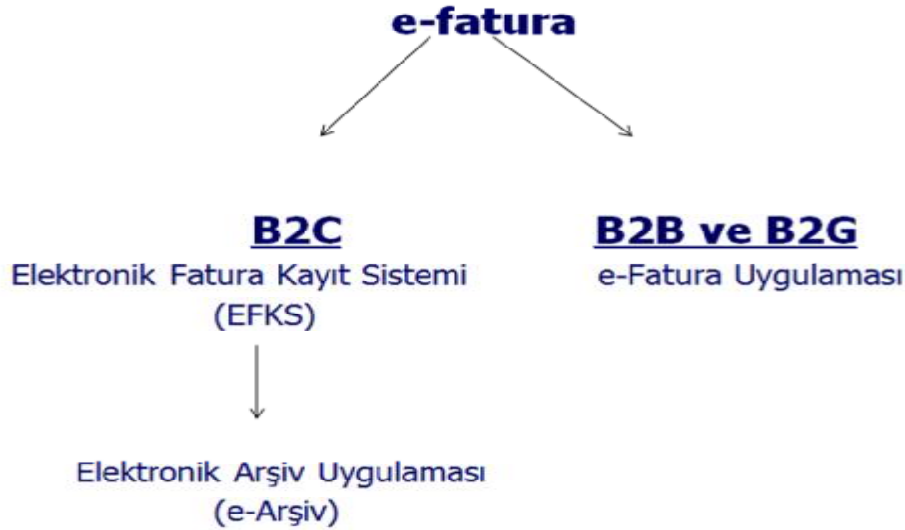 e-fatura
B2C
Elektronik Fatura Kayıt Sistemi
(EFKS)
Elektronik Arşiv Uygulaması
(e-Arşiv)
B2B ve B2G
e-Fatura Uygulaması